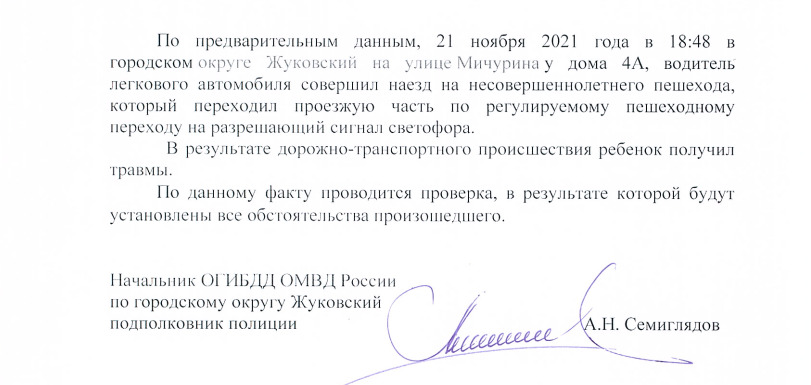 По предварительным данным, 21 ноября 2021 года в 18:48 в
городском округе Жуковский на улице Мичурина у дома 4А, водитель
легкового автомобиля совершил наезд на несовершеннолетнего пешехода,
который переходил проезжую часть по регулируемому пешеходному
переходу на разрешающий сигнал светофора.
В результате дорожно-транспортного происшествия ребенок получил
травмы.
По данному факту проводится проверка, в результате которой будут
установлены все обстоятельства произошедшего.
Начальник ОГИБДД ОМВД России
по городскому округу Жуковский
подполковник полиции А.Н. Семиглядов